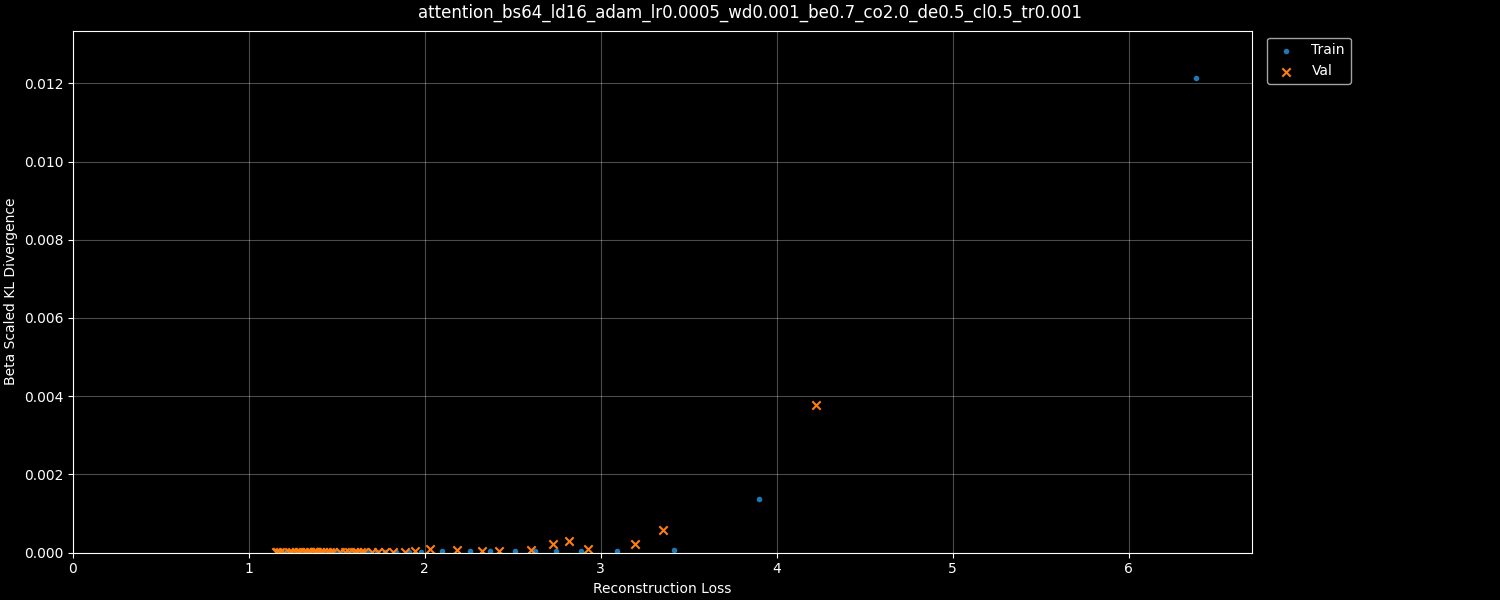 attention_bs64_ld16_adam_lr0.0005_wd0.001_be0.7_co2.0_de0.5_cl0.5_tr0.001
Train
Val
0.012
0.010
0.008
0.006
0.004
0.002
0.000
Beta Scaled KL Divergence
0 1 2 3 4 5 6
Reconstruction Loss